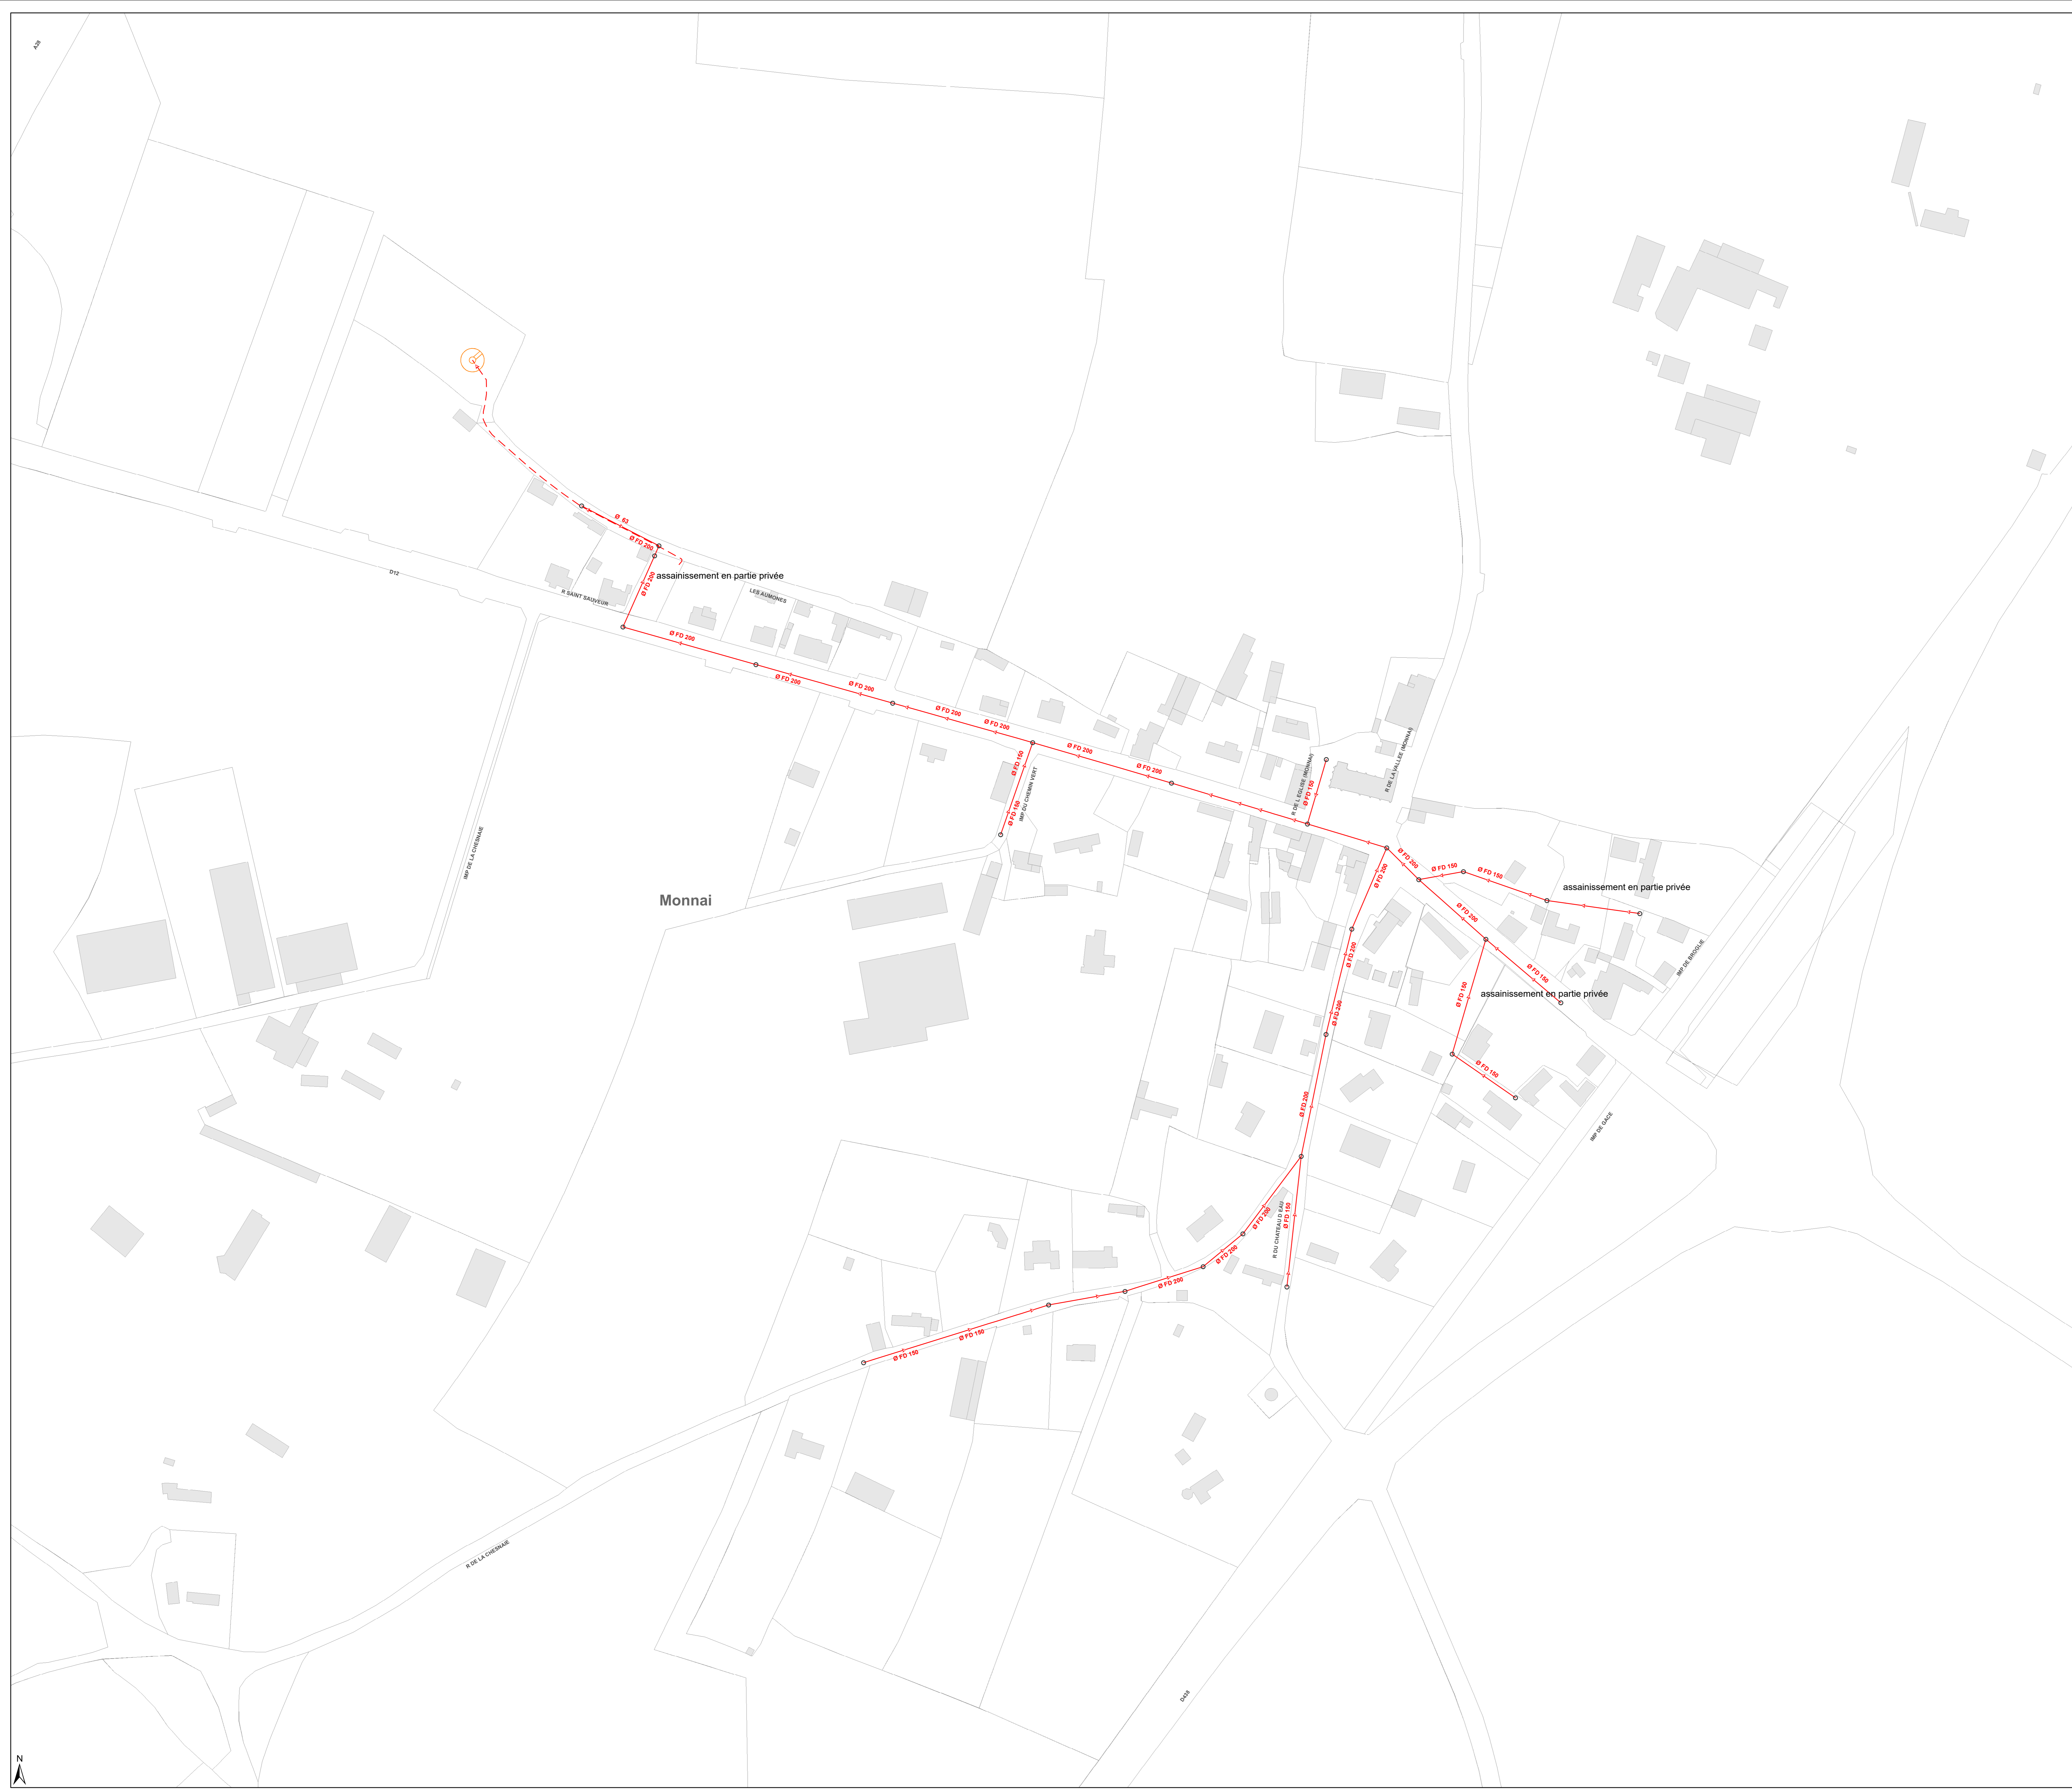 A28
Ø 63
Ø FD 200
D12
Ø FD 200
assainissement en partie privée
R SAINT SAUVEUR
LES AUMONES
Ø FD 200
Ø FD 200
Ø FD 200
Ø FD 200
Ø FD 200
Ø FD 200
Ø FD 200
Ø FD 150
IMP DU CHEMIN VERT
Ø FD 150
R DE L'EGLISE (MONNAI)
Ø FD 150
R DE LA VALLEE (MONNAI)
IMP DE LA CHESNAIE
Ø FD 200
Ø FD 200
Ø FD 150
Ø FD 150
assainissement en partie privée
Monnai
Ø FD 200
Ø FD 200
IMP DE BROGLIE
Ø FD 150
Ø FD 150
assainissement en partie privée
Ø FD 200
Ø FD 150
Ø FD 200
IMP DE GACE
Ø FD 200
Ø FD 150
R DU CHATEAU D EAU
Ø FD 200
Ø FD 200
Ø FD 150
Ø FD 150
R DE LA CHESNAIE
D438
N